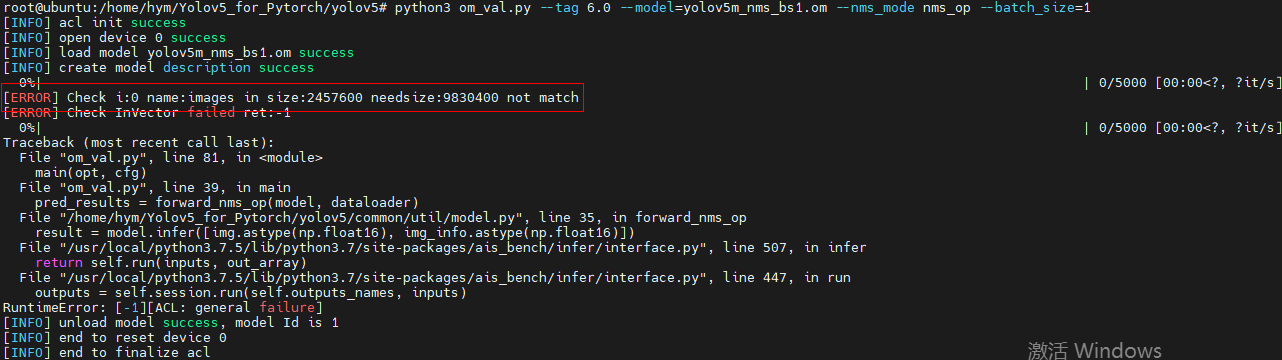 root@ubuntu:/home/hym/Yolov5_for_Pytorch/yolov5# python3 om_val.py --tag 6.0 --model=yolov5m_nms_bs1.om --nms_mode nms_op --batch_size=1
[INFO] acl init success
[INFO] open device 0 success
[INFO] load model yolov5m_nms_bs1.om success
[INFO] create model description success
  0%| | 0/5000 [00:00<?, ?it/s]
[ERROR] Check i:0 name:images in size:2457600 needsize:9830400 not match
[ERROR] Check InVector failed ret:-1
  0%| | 0/5000 [00:00<?, ?it/s]
Traceback (most recent call last):
  File "om_val.py", line 81, in <module>
    main(opt, cfg)
  File "om_val.py", line 39, in main
    pred_results = forward_nms_op(model, dataloader)
  File "/home/hym/Yolov5_for_Pytorch/yolov5/common/util/model.py", line 35, in forward_nms_op
    result = model.infer([img.astype(np.float16), img_info.astype(np.float16)])
  File "/usr/local/python3.7.5/lib/python3.7/site-packages/ais_bench/infer/interface.py", line 507, in infer
    return self.run(inputs, out_array)
  File "/usr/local/python3.7.5/lib/python3.7/site-packages/ais_bench/infer/interface.py", line 447, in run
    outputs = self.session.run(self.outputs_names, inputs)
RuntimeError: [-1][ACL: general failure]
[INFO] unload model success, model Id is 1
[INFO] end to reset device 0
[INFO] end to finalize acl
激活 Windows